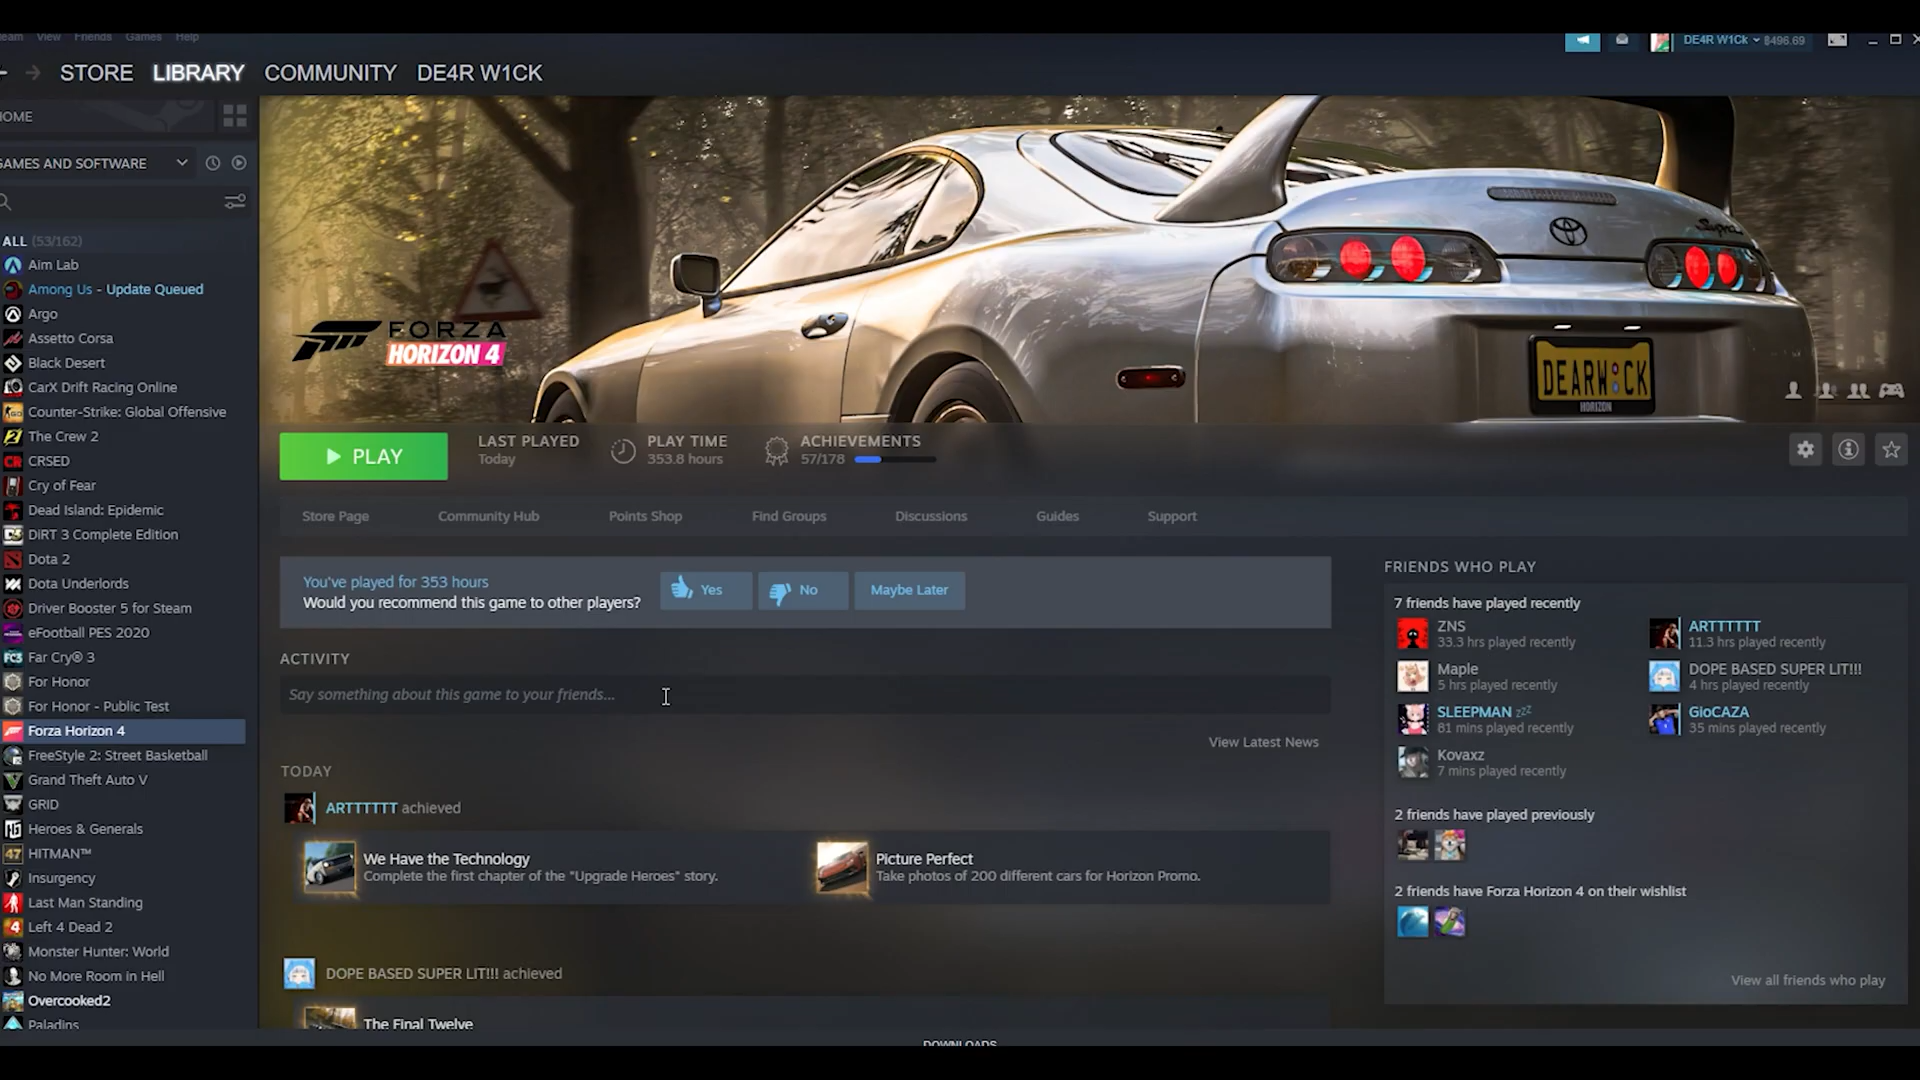 View Friends Games Help
DE4R W1CK ฿496.69
STORE LIBRARY COMMUNITY DE4R W1CK
OME
GAMES AND SOFTWARE
ALL (53/162)
Aim Lab
Among Us - Update Queued
Argo
Assetto Corsa
Black Desert
CarX Drift Racing Online
Counter-Strike: Global Offensive
The Crew 2
CRSED
Cry of Fear
Dead Island: Epidemic
DiRT 3 Complete Edition
Dota 2
Dota Underlords
Driver Booster 5 for Steam
eFootball PES 2020
Far Cry® 3
For Honor
For Honor - Public Test
Forza Horizon 4
FreeStyle 2: Street Basketball
Grand Theft Auto V
GRID
Heroes & Generals
HITMAN™
Insurgency
Last Man Standing
Left 4 Dead 2
Monster Hunter: World
No More Room in Hell
Overcooked2
Paladins
FORZA
HORIZON 4
Supra
DEARW:CK
HORIZON
PLAY
LAST PLAYED
Today
PLAY TIME
353.8 hours
ACHIEVEMENTS
57/178
Store Page Community Hub Points Shop Find Groups Discussions Guides Support
You've played for 353 hours
Would you recommend this game to other players?
Yes No Maybe Later
ACTIVITY
Say something about this game to your friends...
View Latest News
TODAY
ARTTTTTT achieved
We Have the Technology
Complete the first chapter of the "Upgrade Heroes" story.
Picture Perfect
Take photos of 200 different cars for Horizon Promo.
DOPE BASED SUPER LIT!!! achieved
The Final Twelve
FRIENDS WHO PLAY
7 friends have played recently
ZNS
33.3 hrs played recently
ARTTTTTT
11.3 hrs played recently
Maple
5 hrs played recently
DOPE BASED SUPER LIT!!!
4 hrs played recently
SLEEPMAN zzZ
81 mins played recently
GioCAZA
35 mins played recently
Kovaxz
7 mins played recently
2 friends have played previously
2 friends have Forza Horizon 4 on their wishlist
View all friends who play
DOWNLOADS